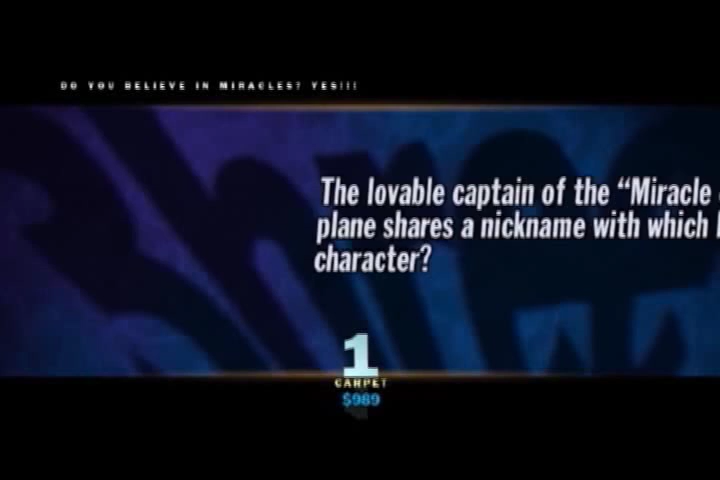 DO YOU BELIEVE IN MIRACLES? YES!!!
The lovable captain of the “Miracle
plane shares a nickname with which
character?
1
CARPET
$989